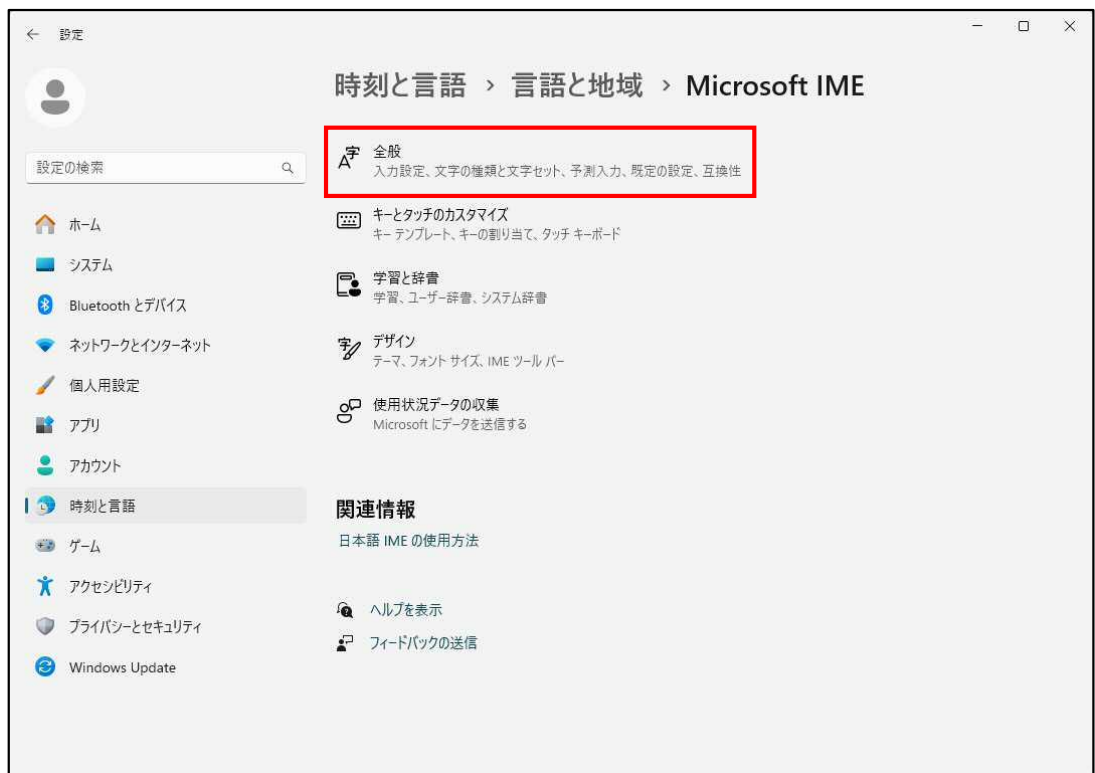 設定
時刻と言語 › 言語と地域 › Microsoft IME
設定の検索
ホーム
システム
Bluetooth とデバイス
ネットワークとインターネット
個人用設定
アプリ
アカウント
時刻と言語
ゲーム
アクセシビリティ
プライバシーとセキュリティ
Windows Update
全般
入力設定、文字の種類と文字セット、予測入力、既定の設定、互換性
キーとタッチのカスタマイズ
キー テンプレート、キーの割り当て、タッチ キーボード
学習と辞書
学習、ユーザー辞書、システム辞書
デザイン
テーマ、フォント サイズ、IME ツール バー
使用状況データの収集
Microsoft にデータを送信する
関連情報
日本語 IME の使用方法
ヘルプを表示
フィードバックの送信